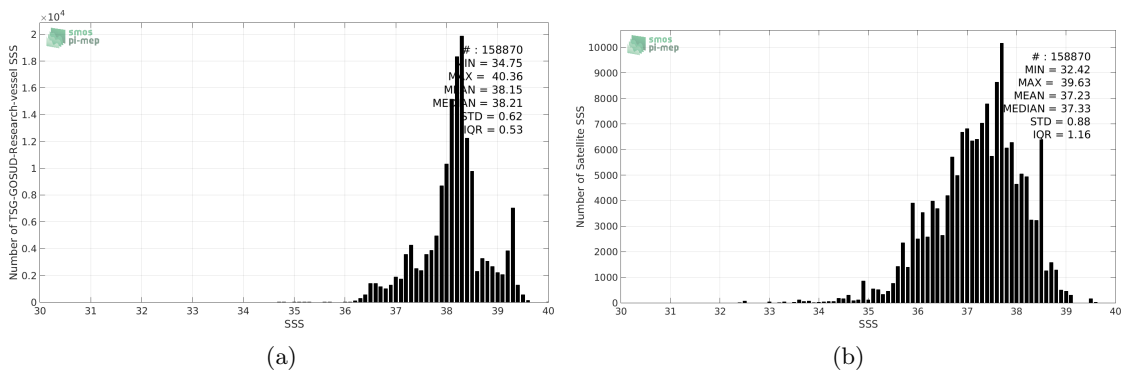 ×10⁴
smos
pi-mep
# : 158870
MIN = 34.75
MAX = 40.36
MEAN = 38.15
MEDIAN = 38.21
STD = 0.62
IQR = 0.53
Number of TSG-GOSUD-Research-vessel SSS
2
1.8
1.6
1.4
1.2
1
0.8
0.6
0.4
0.2
0
30 31 32 33 34 35 36 37 38 39 40
SSS
(a)
smos
pi-mep
# : 158870
MIN = 32.42
MAX = 39.63
MEAN = 37.23
MEDIAN = 37.33
STD = 0.88
IQR = 1.16
Number of Satellite SSS
10000
9000
8000
7000
6000
5000
4000
3000
2000
1000
0
30 31 32 33 34 35 36 37 38 39 40
SSS
(b)